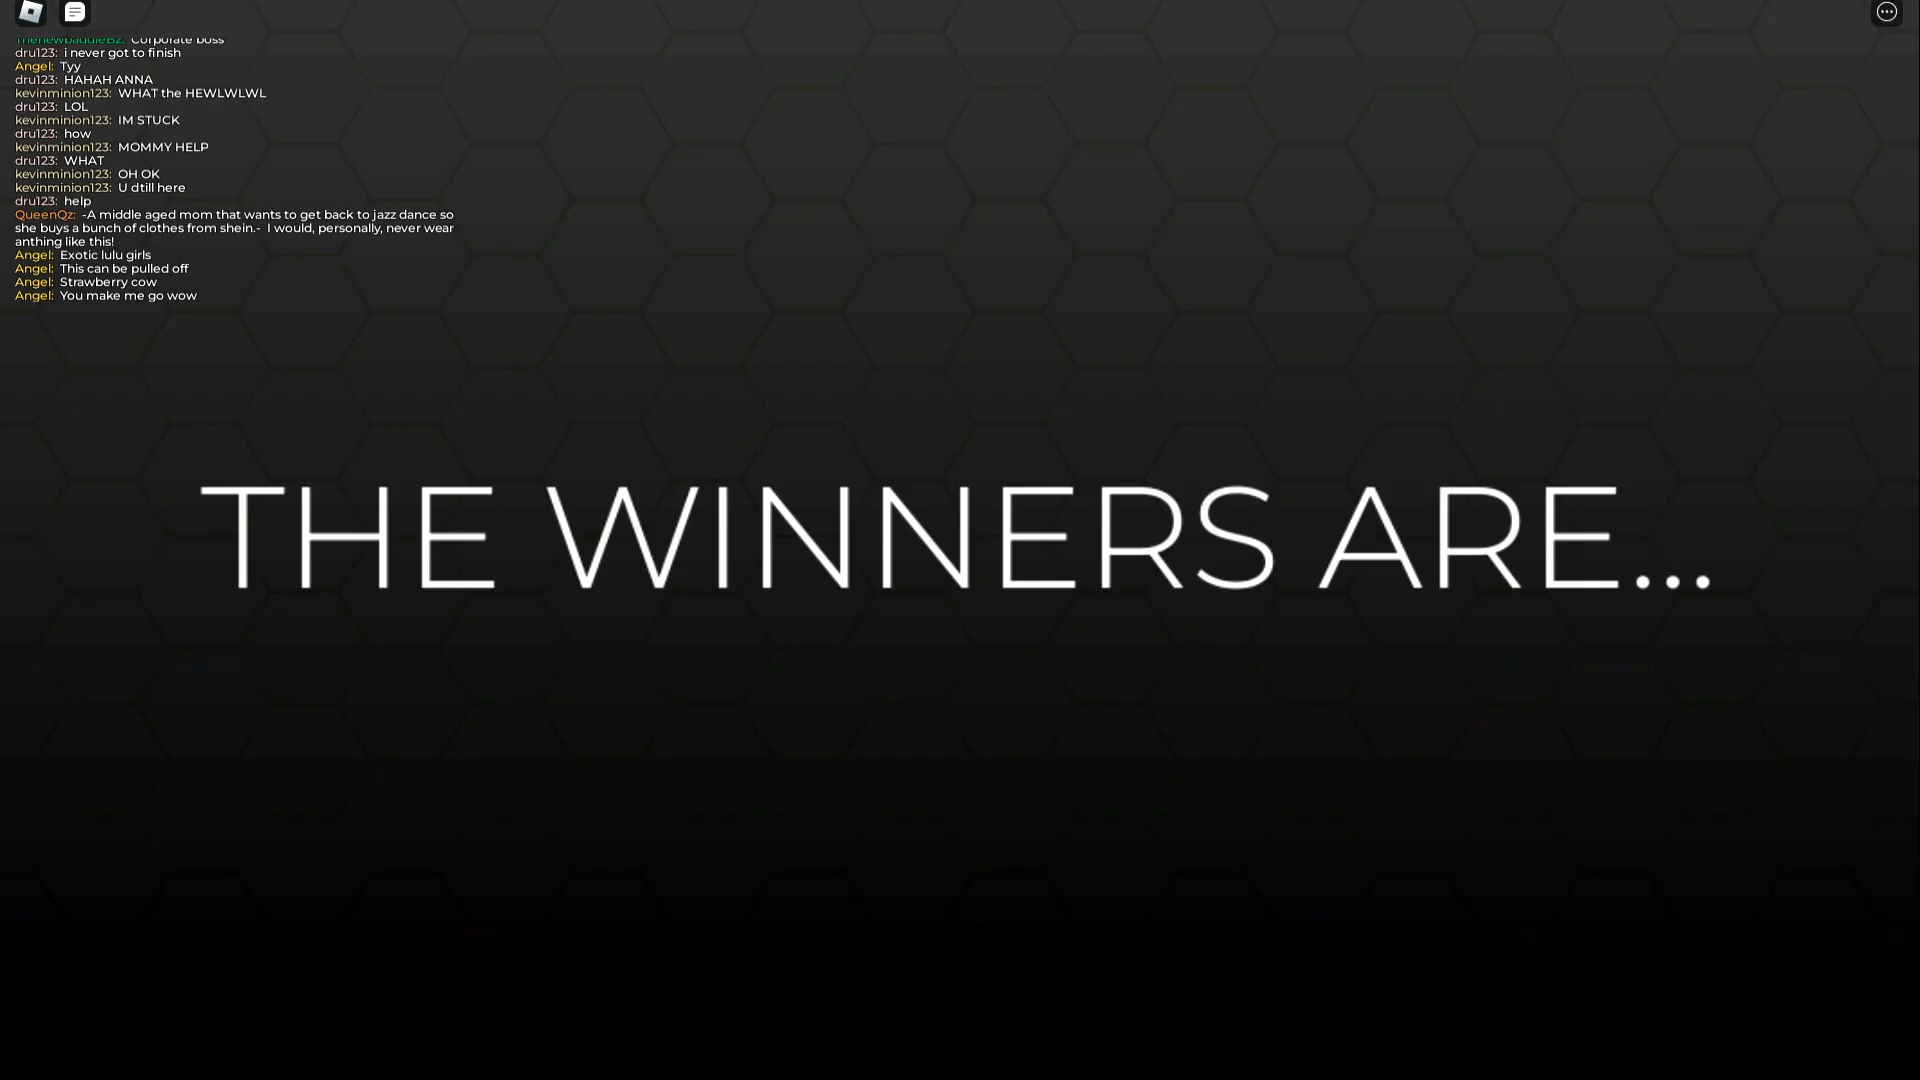 Thenewbaddie82: Corporate boss
dru123: i never got to finish
Angel: Tyy
dru123: HAHAH ANNA
kevinminion123: WHAT the HEWLWLWL
dru123: LOL
kevinminion123: IM STUCK
dru123: how
kevinminion123: MOMMY HELP
dru123: WHAT
kevinminion123: OH OK
kevinminion123: U dtill here
dru123: help
QueenQz: -A middle aged mom that wants to get back to jazz dance so
she buys a bunch of clothes from shein.- I would, personally, never wear
anthing like this!
Angel: Exotic lulu girls
Angel: This can be pulled off
Angel: Strawberry cow
Angel: You make me go wow
THE WINNERS ARE...